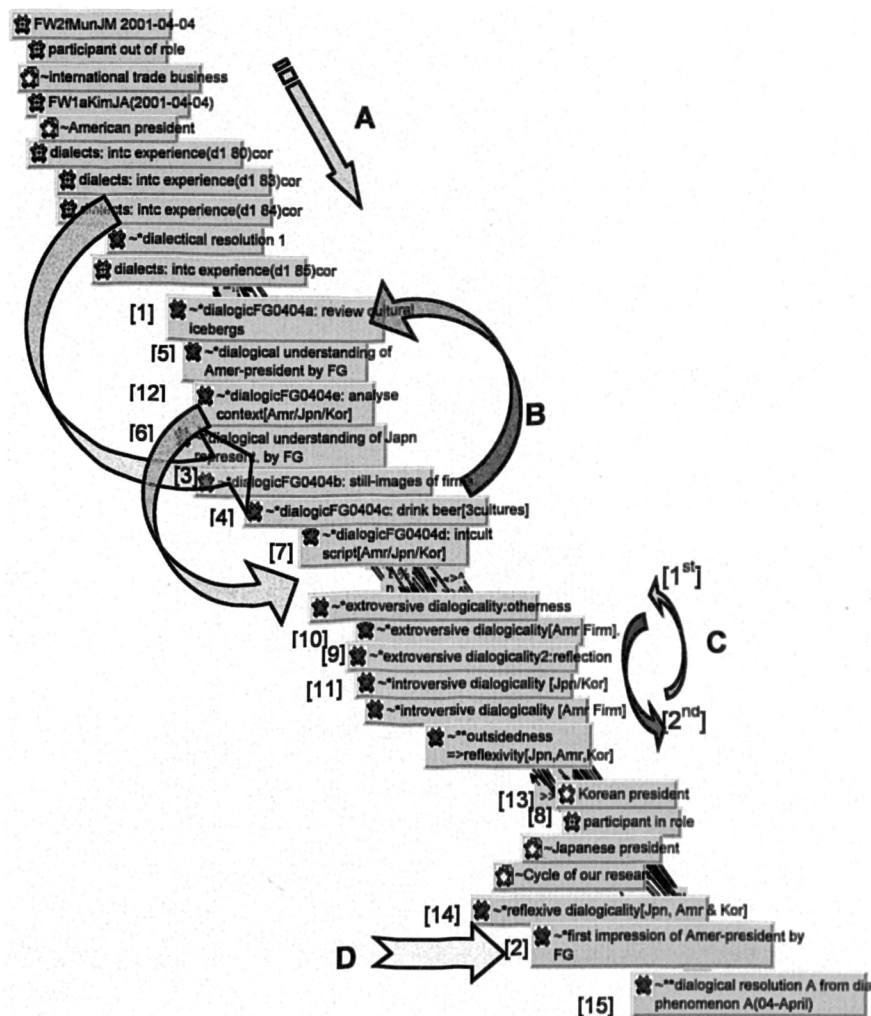 FW2fMunJM 2001-04-04
participant out of role
~international trade business
FW1aKimJA(2001-04-04)
~American president
A
dialects: intc experience(d1 80)cor
dialects: intc experience(d1 83)cor
dialects: intc experience(d1 84)cor
~*dialectical resolution 1
dialects: intc experience(d1 85)cor
[1] ~*dialogicFG0404a: review cultural
icebergs
[5] ~*dialogical understanding of
Amer-president by FG
[12] ~*dialogicFG0404e: analyse
context[Amr/Jpn/Kor]
B
[6] dialogical understanding of Japn
represent. by FG
[3] ~*dialogicFG0404b: still-images of firm
[4] ~*dialogicFG0404c: drink beer[3cultures]
[7] ~*dialogicFG0404d: intcult
script[Amr/Jpn/Kor]
~*extroversive dialogicality:otherness
[1st]
[10] ~*extroversive dialogicality[Amr Firm].
[9] ~*extroversive dialogicality2:reflection
C
[11] ~*introversive dialogicality [Jpn/Kor]
~*introversive dialogicality [Amr Firm]
[2nd]
~**outsidedness
=>reflexivity[Jpn,Amr,Kor]
[13] >> Korean president
[8] participant in role
~Japanese president
~Cycle of our resear
[14] ~*reflexive dialogicality[Jpn, Amr & Kor]
D [2] ~*first impression of Amer-president by
FG
[15] ~**dialogical resolution A from dia
phenomenon A(04-April)